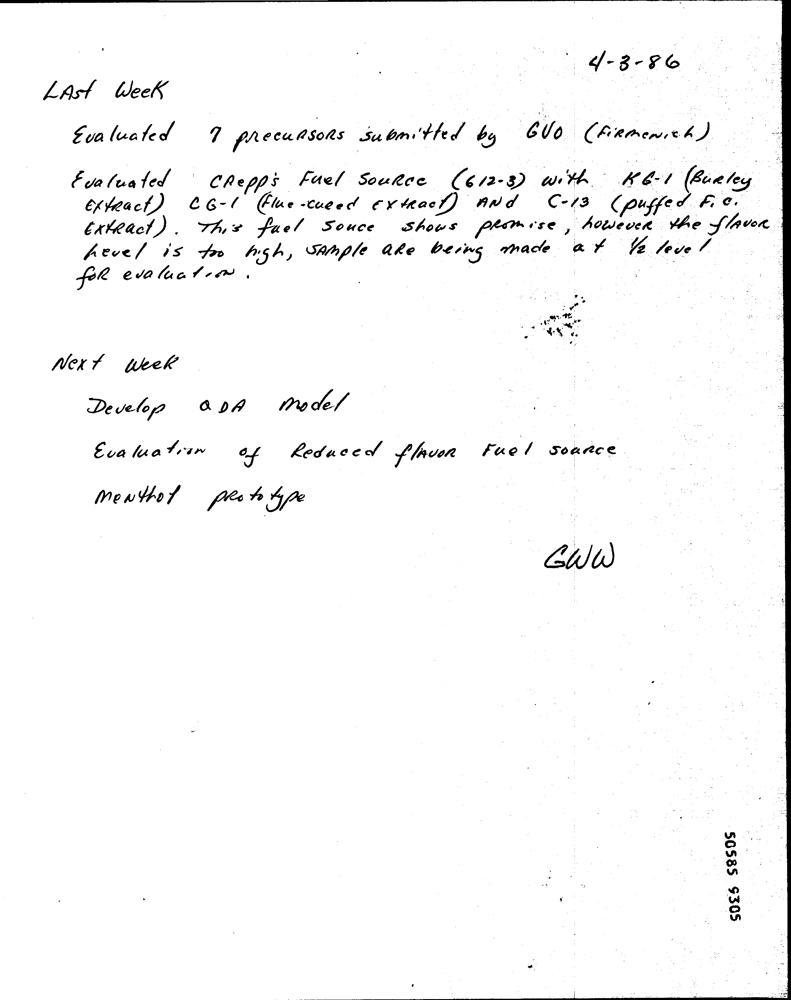 4-3-86
LAst Week
Evaluated 7 precuRsoRs submitted by GVO (FiRmenich)
Evaluated CRepp's Fuel SouRce (612-3) with KG-1 (BuRley
ExtRact) CG-1 (Flue-cured ExtRact) ANd C-13 (puffed F.C.
ExtRact). This fuel souce shows promise, however the flavor
hevel is too high, SAmple aRe being made at 1/2 level
foR evaluation.
Next Week
Develop QDA Model
Evaluation of Reduced flavor Fuel source
Menthol prototype
GWW
50585 9305